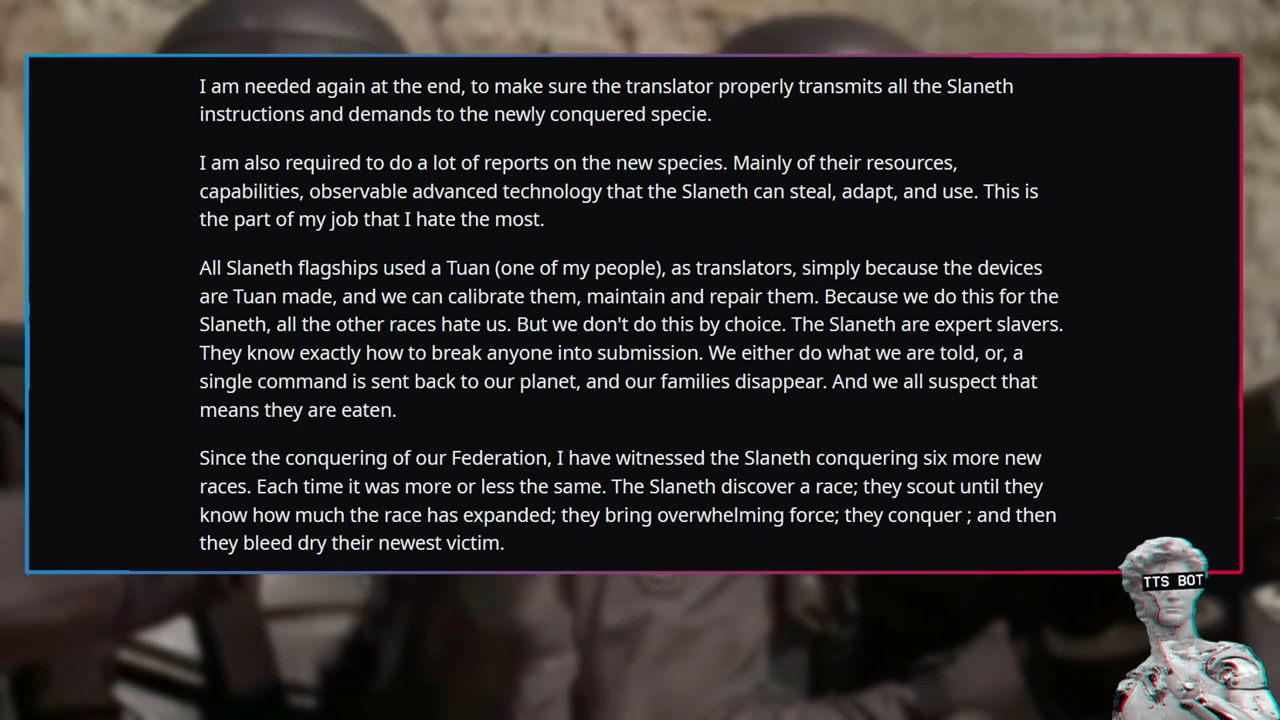 I am needed again at the end, to make sure the translator properly transmits all the Slaneth
instructions and demands to the newly conquered specie.
I am also required to do a lot of reports on the new species. Mainly of their resources,
capabilities, observable advanced technology that the Slaneth can steal, adapt, and use. This is
the part of my job that I hate the most.
All Slaneth flagships used a Tuan (one of my people), as translators, simply because the devices
are Tuan made, and we can calibrate them, maintain and repair them. Because we do this for the
Slaneth, all the other races hate us. But we don't do this by choice. The Slaneth are expert slavers.
They know exactly how to break anyone into submission. We either do what we are told, or, a
single command is sent back to our planet, and our families disappear. And we all suspect that
means they are eaten.
Since the conquering of our Federation, I have witnessed the Slaneth conquering six more new
races. Each time it was more or less the same. The Slaneth discover a race; they scout until they
know how much the race has expanded; they bring overwhelming force; they conquer ; and then
they bleed dry their newest victim.
TTS BOT